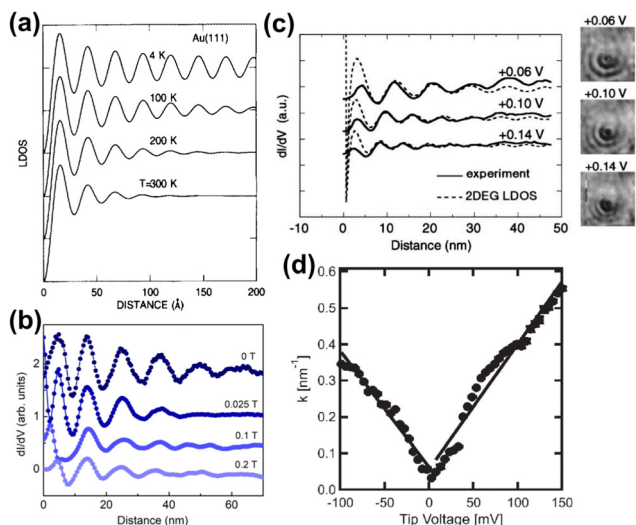 (a)
Au(111)
4 K
100 K
200 K
T=300 K
LDOS
0
50
100
150
200
DISTANCE (Å)
(b)
dI/dV (arb. units)
2
1
0
0 T
0.025 T
0.1 T
0.2 T
0
20
40
60
Distance (nm)
(c)
dI/dV (a.u.)
+0.06 V
+0.10 V
+0.14 V
experiment
2DEG LDOS
-10
0
10
20
30
40
50
Distance (nm)
+0.06 V
+0.10 V
+0.14 V
(d)
k [nm⁻¹]
0.6
0.5
0.4
0.3
0.2
0.1
0.0
-100
-50
0
50
100
150
Tip Voltage [mV]